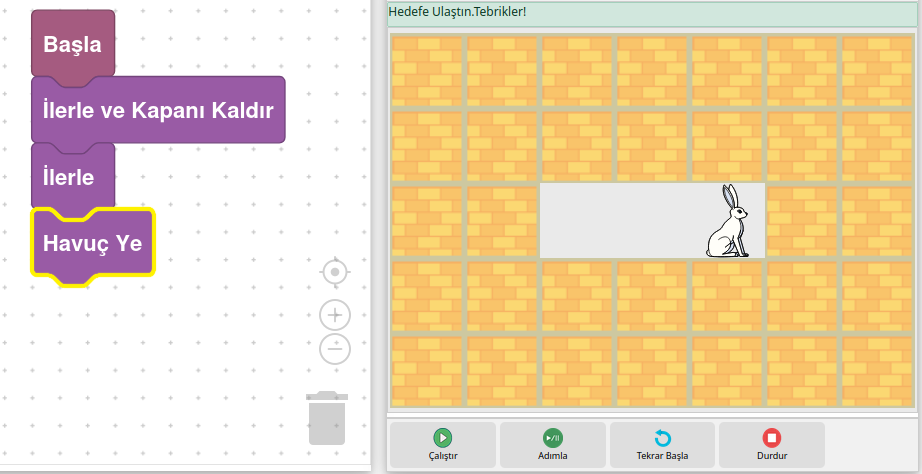 Başla
İlerle ve Kapanı Kaldır
İlerle
Havuç Ye
Hedefe Ulaştın.Tebrikler!
Çalıştır
Adımla
Tekrar Başla
Durdur